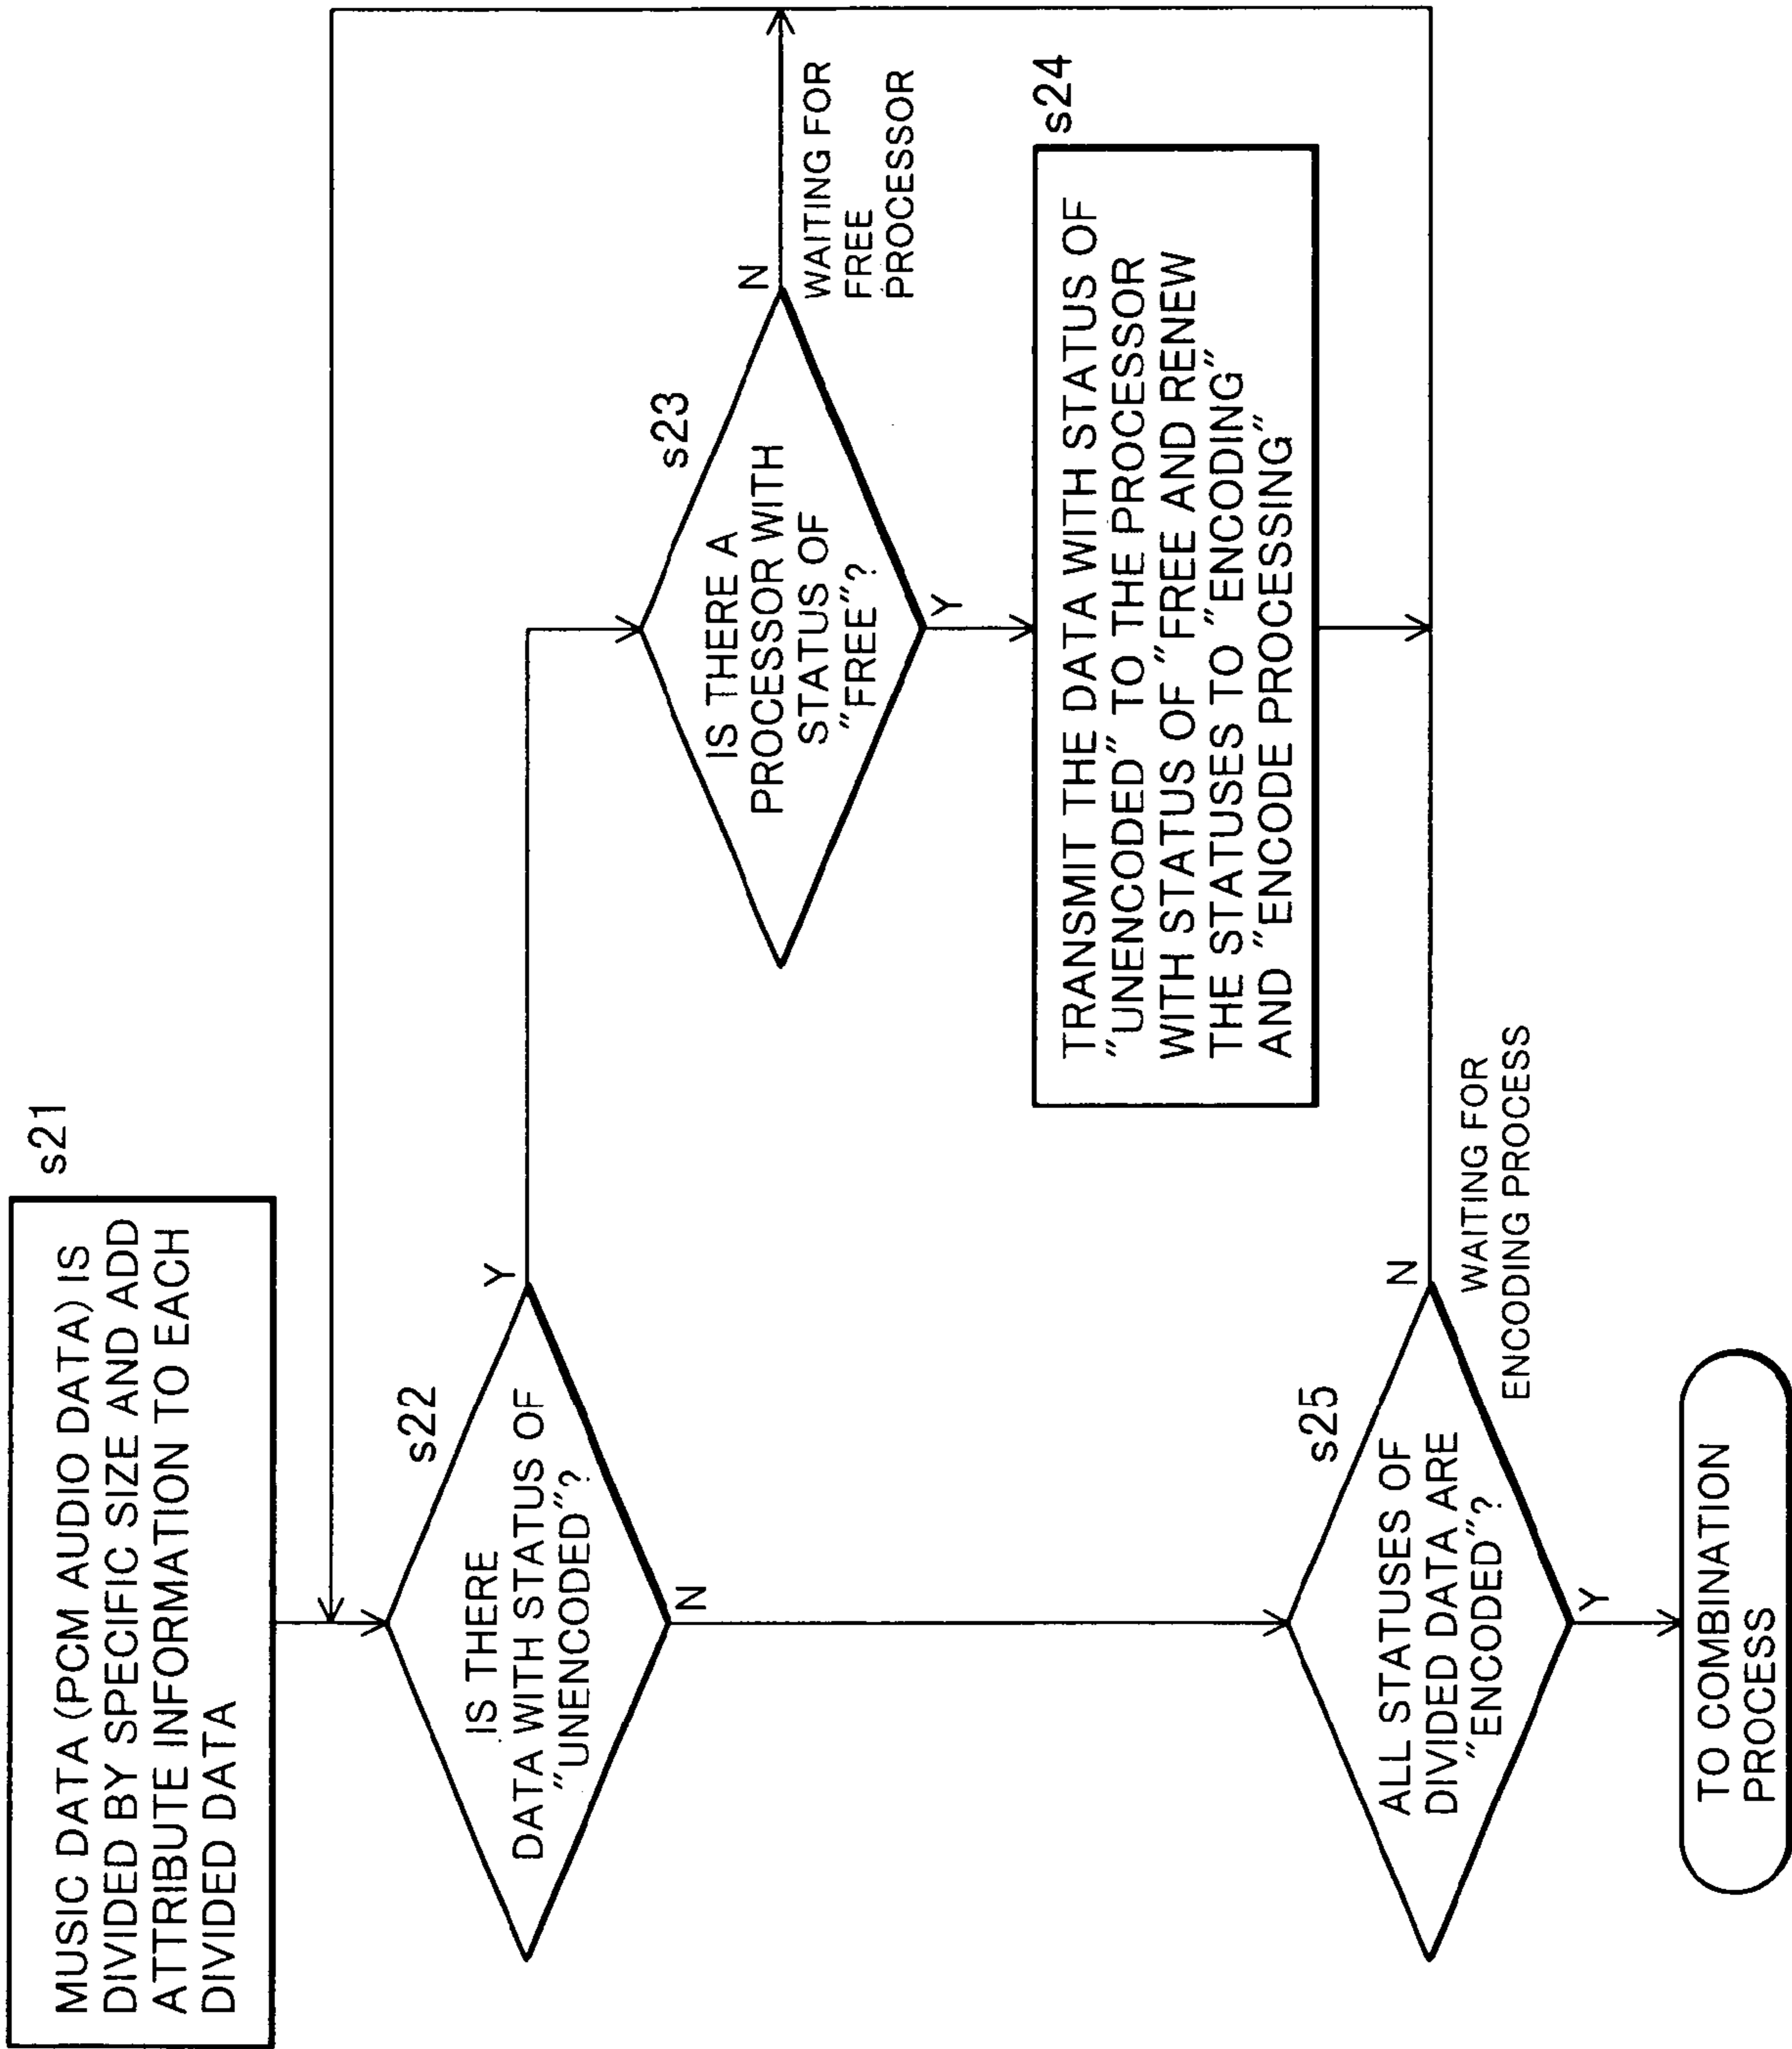 s21
MUSIC DATA (PCM AUDIO DATA) IS
DIVIDED BY SPECIFIC SIZE AND ADD
ATTRIBUTE INFORMATION TO EACH
DIVIDED DATA
s22
IS THERE
DATA WITH STATUS OF
"UNENCODED"?
Y
N
s23
IS THERE A
PROCESSOR WITH
STATUS OF
"FREE"?
N
WAITING FOR
FREE
PROCESSOR
Y
s24
TRANSMIT THE DATA WITH STATUS OF
"UNENCODED" TO THE PROCESSOR
WITH STATUS OF "FREE AND RENEW
THE STATUSES TO "ENCODING"
AND "ENCODE PROCESSING"
s25
ALL STATUSES OF
DIVIDED DATA ARE
"ENCODED"?
N
WAITING FOR
ENCODING PROCESS
Y
TO COMBINATION
PROCESS